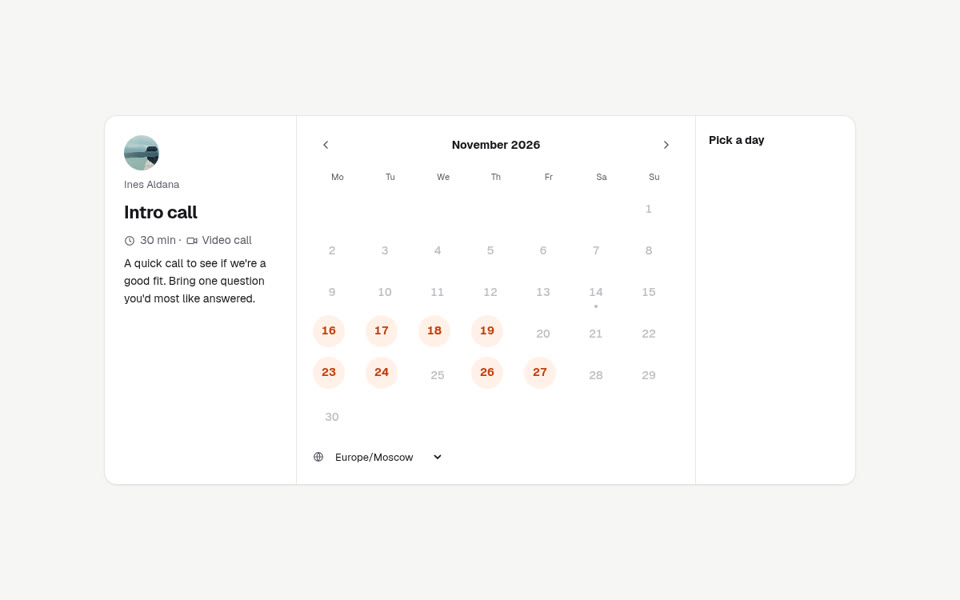 Ines Aldana
Intro call
30 min · Video call
A quick call to see if we're a
good fit. Bring one question
you'd most like answered.
November 2026
Mo Tu We Th Fr Sa Su
1
2 3 4 5 6 7 8
9 10 11 12 13 14 15
16 17 18 19 20 21 22
23 24 25 26 27 28 29
30
Europe/Moscow
Pick a day